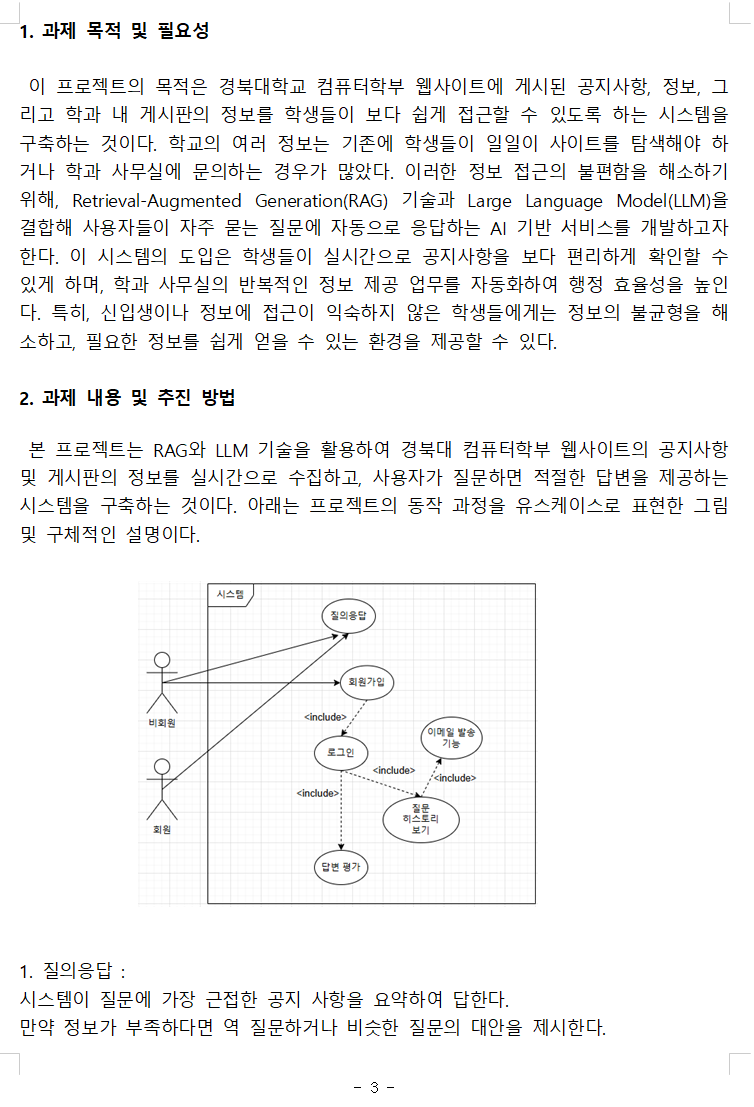 1. 과제 목적 및 필요성
이 프로젝트의 목적은 경북대학교 컴퓨터학부 웹사이트에 게시된 공지사항, 정보, 그
리고 학과 내 게시판의 정보를 학생들이 보다 쉽게 접근할 수 있도록 하는 시스템을
구축하는 것이다. 학교의 여러 정보는 기존에 학생들이 일일이 사이트를 탐색해야 하
거나 학과 사무실에 문의하는 경우가 많았다. 이러한 정보 접근의 불편함을 해소하기
위해, Retrieval-Augmented Generation(RAG) 기술과 Large Language Model(LLM)을
결합해 사용자들이 자주 묻는 질문에 자동으로 응답하는 AI 기반 서비스를 개발하고자
한다. 이 시스템의 도입은 학생들이 실시간으로 공지사항을 보다 편리하게 확인할 수
있게 하며, 학과 사무실의 반복적인 정보 제공 업무를 자동화하여 행정 효율성을 높인
다. 특히, 신입생이나 정보에 접근이 익숙하지 않은 학생들에게는 정보의 불균형을 해
소하고, 필요한 정보를 쉽게 얻을 수 있는 환경을 제공할 수 있다.
2. 과제 내용 및 추진 방법
본 프로젝트는 RAG와 LLM 기술을 활용하여 경북대 컴퓨터학부 웹사이트의 공지사항
및 게시판의 정보를 실시간으로 수집하고, 사용자가 질문하면 적절한 답변을 제공하는
시스템을 구축하는 것이다. 아래는 프로젝트의 동작 과정을 유스케이스로 표현한 그림
및 구체적인 설명이다.
시스템
질의응답
회원가입
비회원
<include>
이메일 발송
기능
로그인
<include>
<include>
<include>
질문
히스토리
보기
회원
답변 평가
1. 질의응답 :
시스템이 질문에 가장 근접한 공지 사항을 요약하여 답한다.
만약 정보가 부족하다면 역 질문하거나 비슷한 질문의 대안을 제시한다.
- 3 -